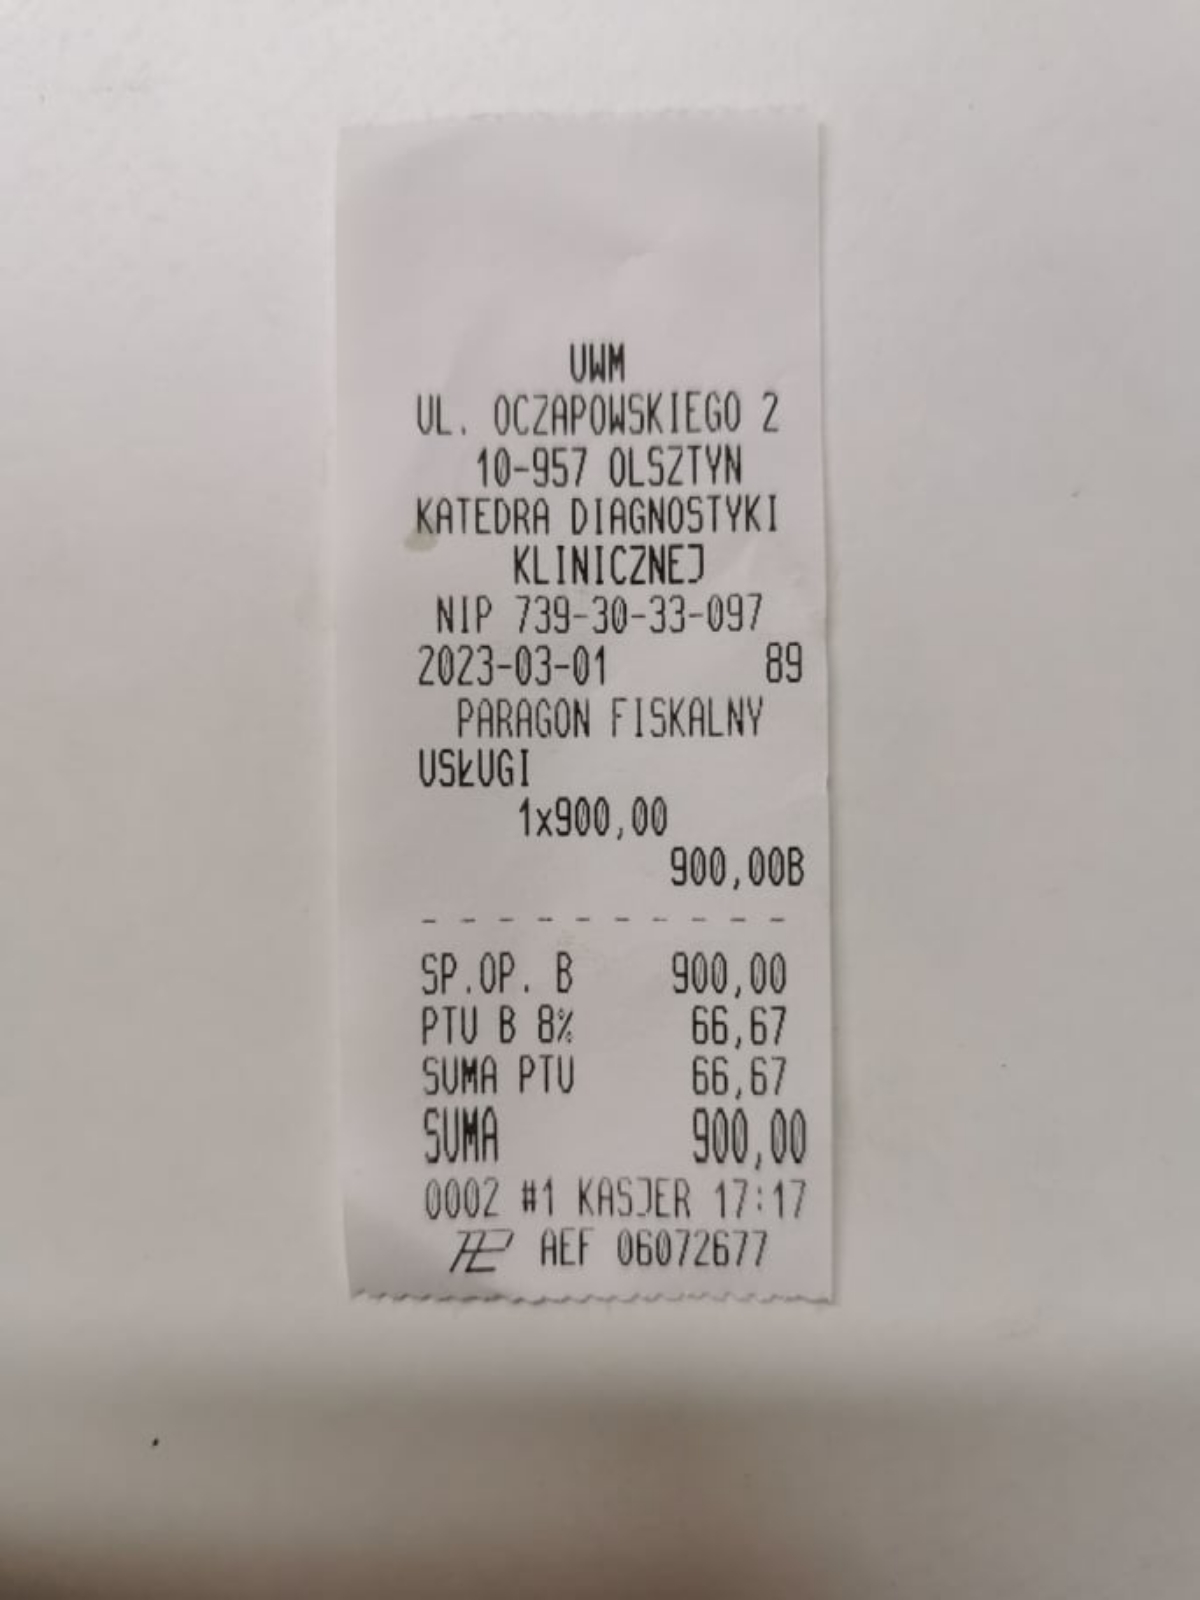 UWM
UL. OCZAPOWSKIEGO 2
10-957 OLSZTYN
KATEDRA DIAGNOSTYKI
KLINICZNEJ
NIP 739-30-33-097
2023-03-01 89
PARAGON FISKALNY
USŁUGI
1x900,00
900,00B
- - - - - - - - - -
SP.OP. B 900,00
PTU B 8% 66,67
SUMA PTU 66,67
SUMA 900,00
0002 #1 KASJER 17:17
PL AEF 06072677